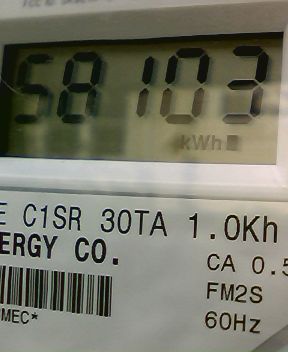 58103
kWh
E C1SR 30TA 1.0Kh
ERGY CO.
CA 0.5
FM2S
MEC*
60Hz